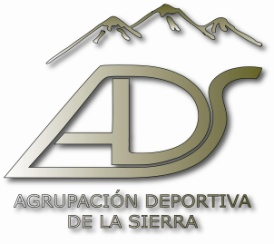 ADS
AGRUPACIÓN DEPORTIVA
DE LA SIERRA